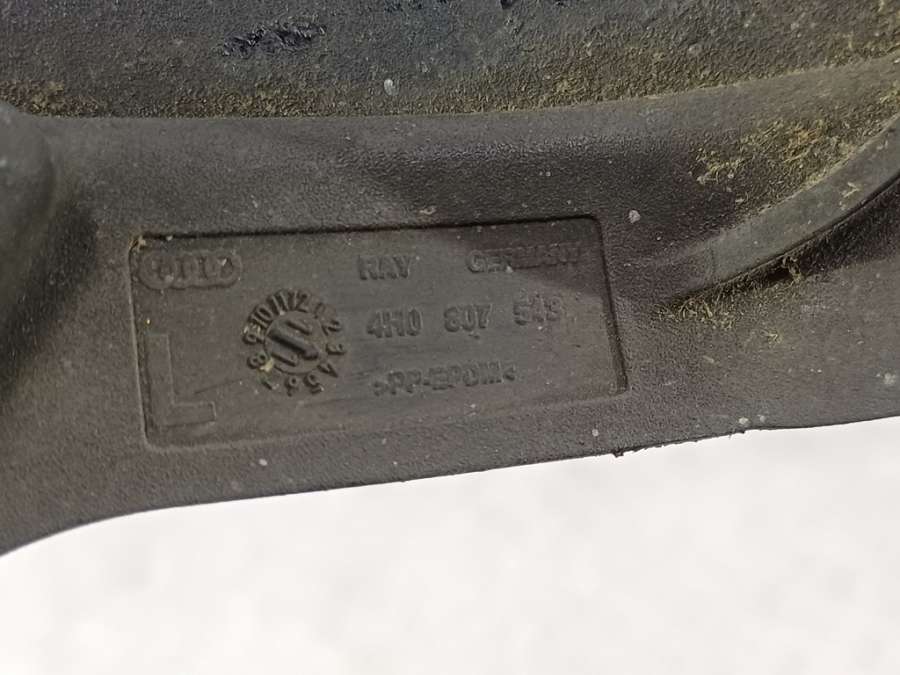 RAY GERMANY
L
4H0 807 543
>PP-EPDM<